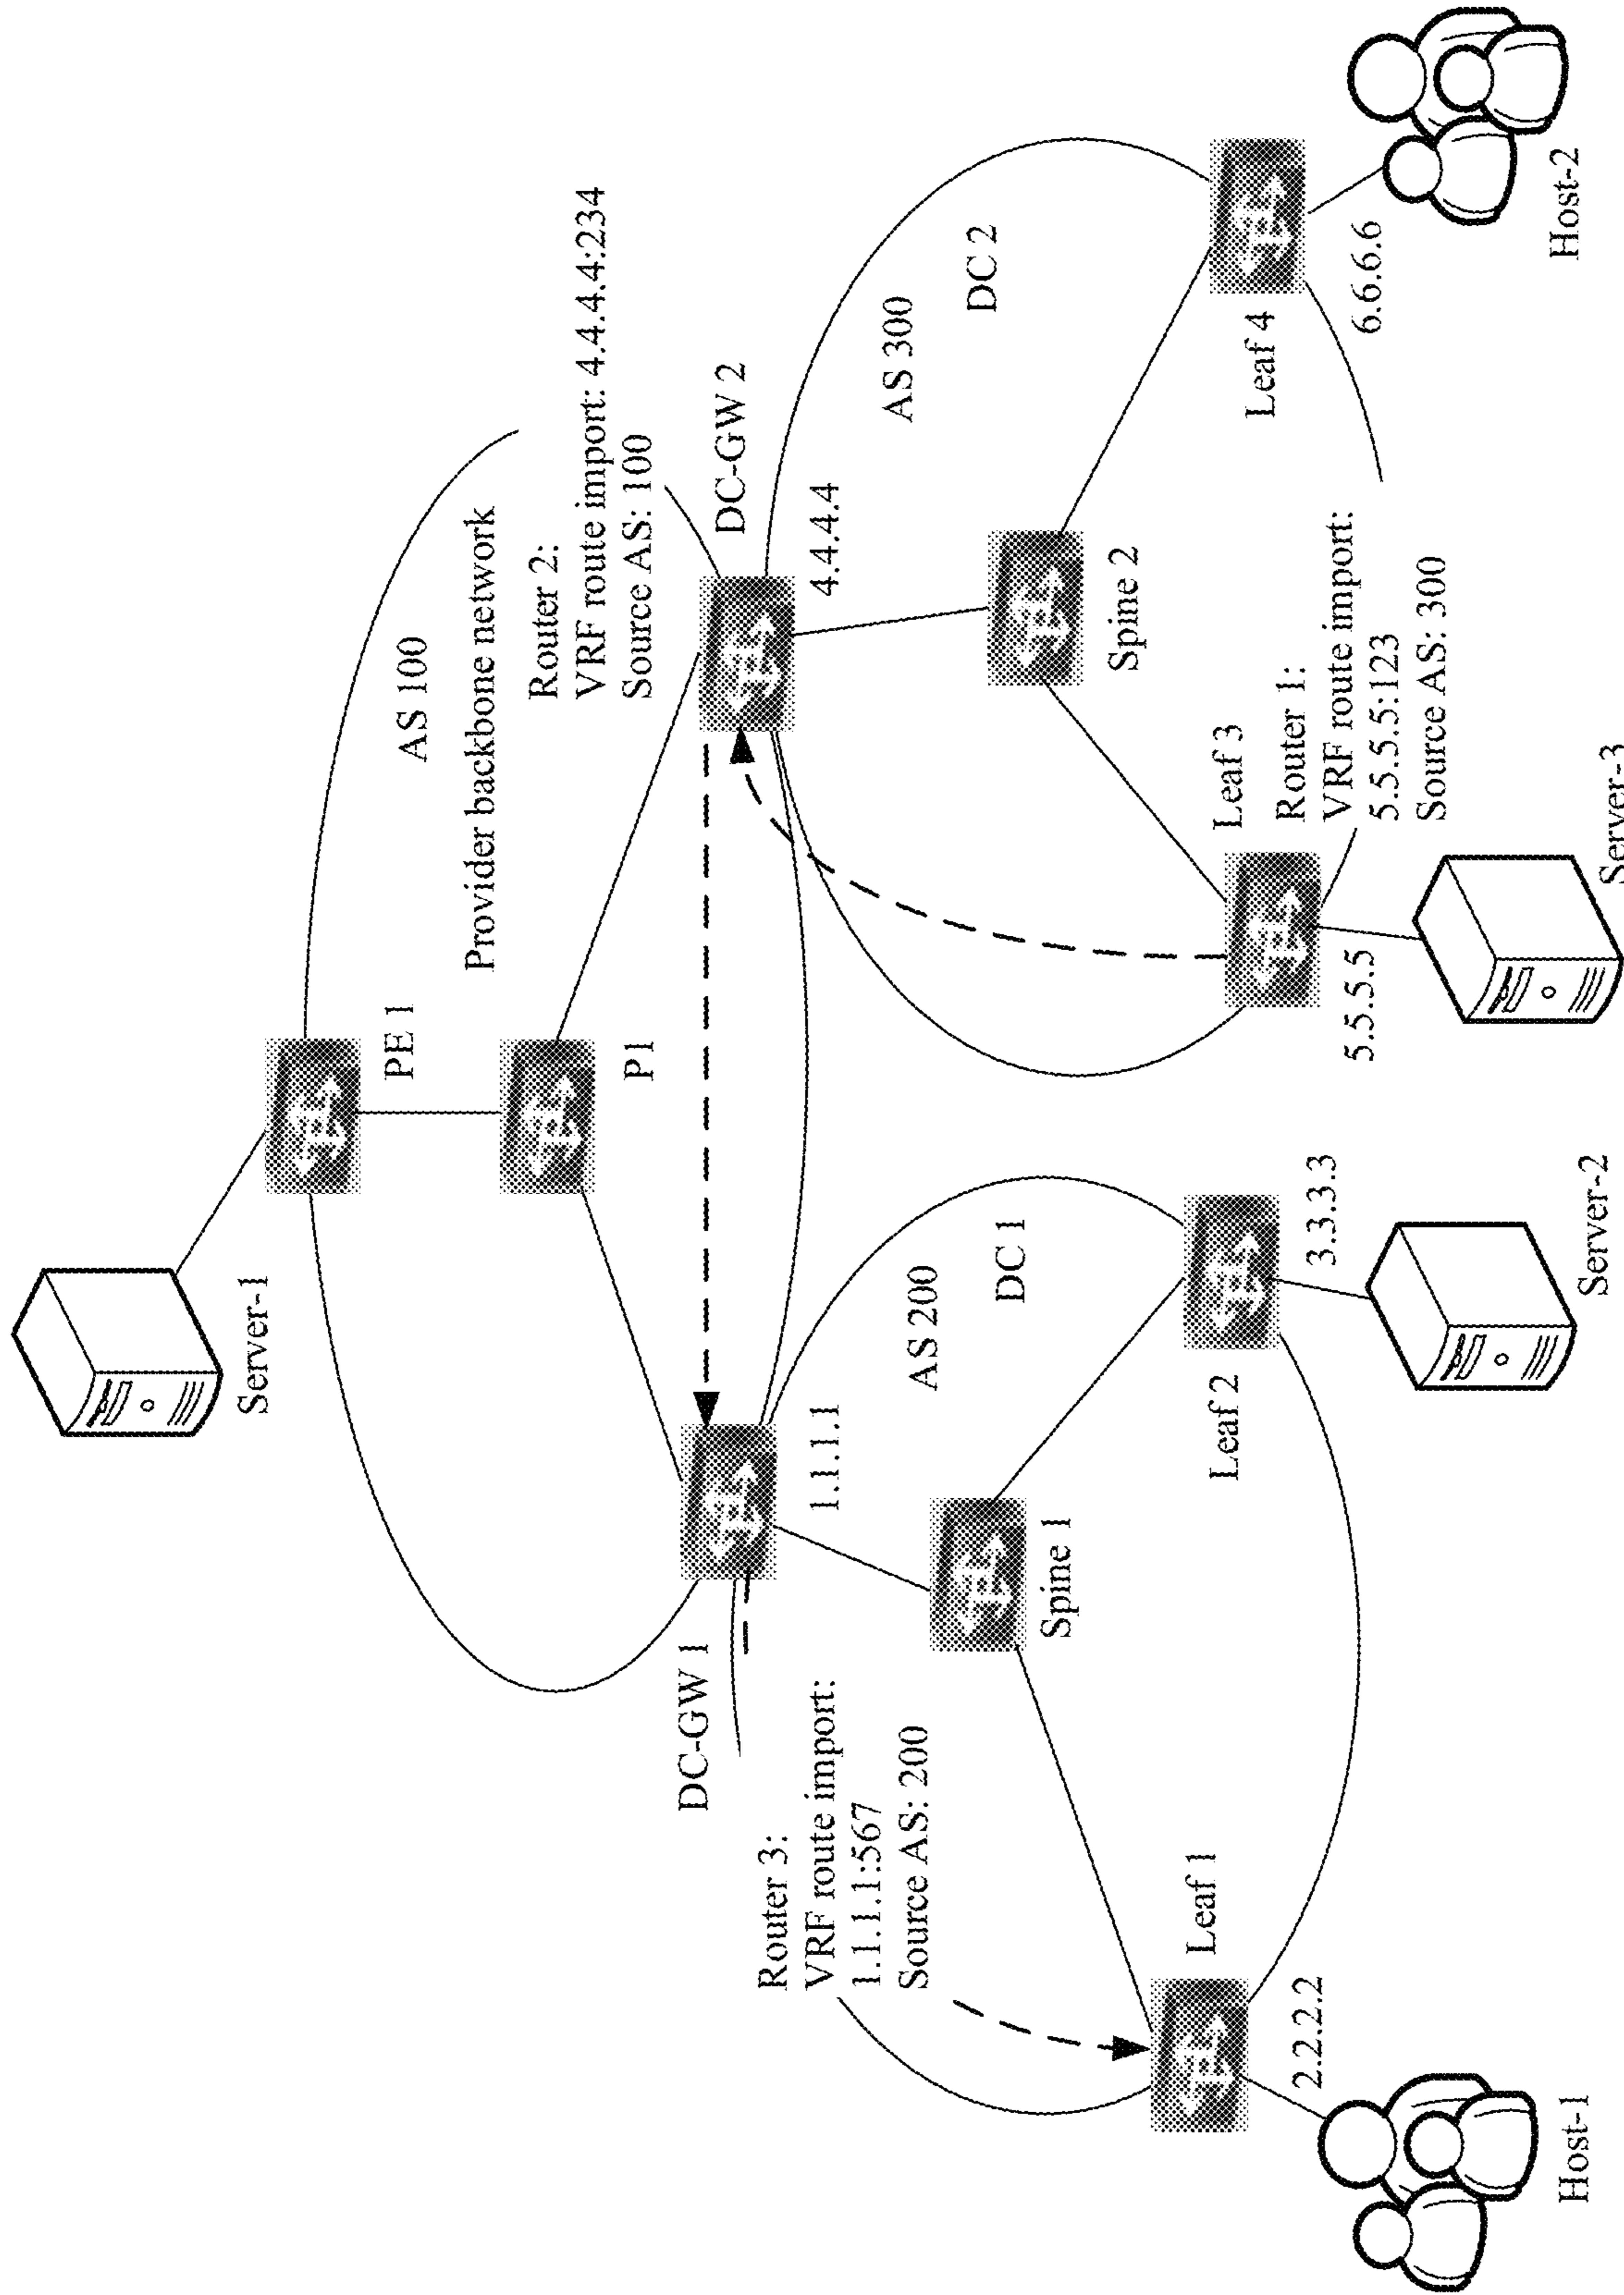 Server-1
PE 1
AS 100
Provider backbone network
P1
Router 2:
VRF route import: 4.4.4.4:234
Source AS: 100
DC-GW 1
DC-GW 2
1.1.1.1
4.4.4.4
Router 3:
VRF route import:
1.1.1.1:567
Source AS: 200
AS 200
DC 1
AS 300
DC 2
Spine 1
Spine 2
Leaf 1
Leaf 2
Leaf 3
Leaf 4
Router 1:
VRF route import:
5.5.5.5:123
Source AS: 300
2.2.2.2
3.3.3.3
5.5.5.5
6.6.6.6
Host-1
Server-2
Server-3
Host-2